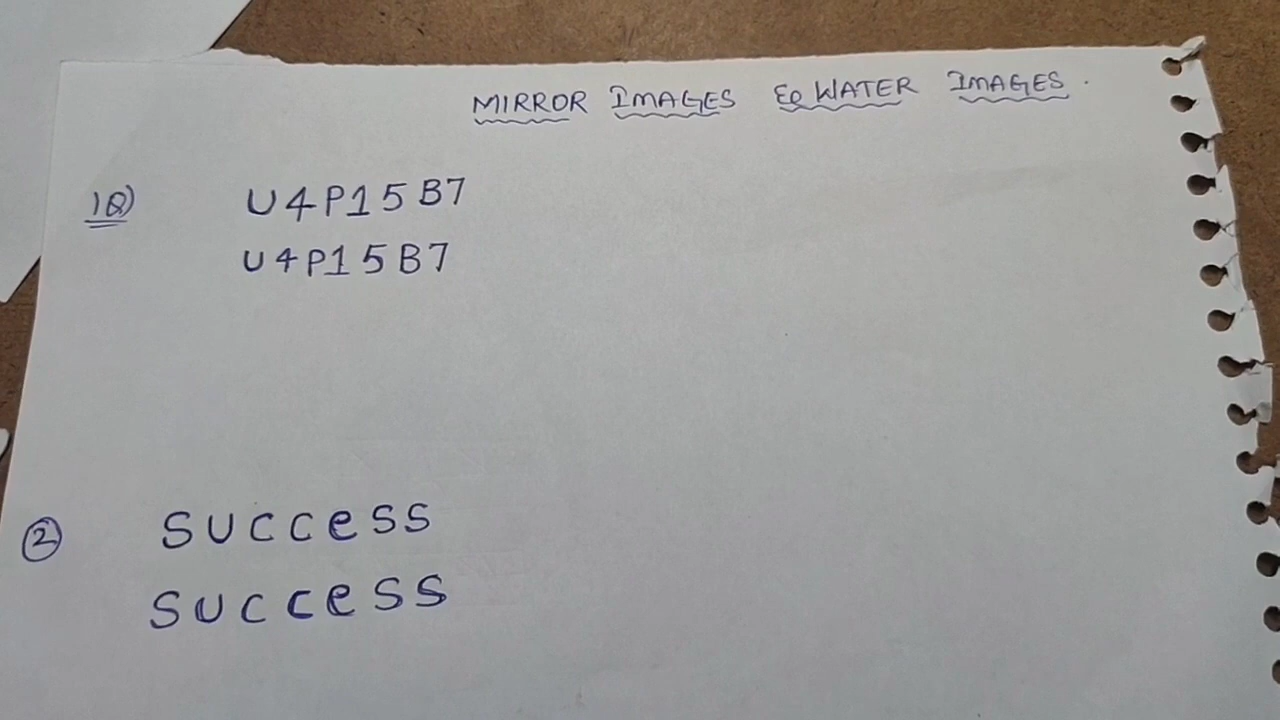 MIRROR IMAGES & WATER IMAGES.
1Q) U4P15B7
U4P15B7
2 success
success